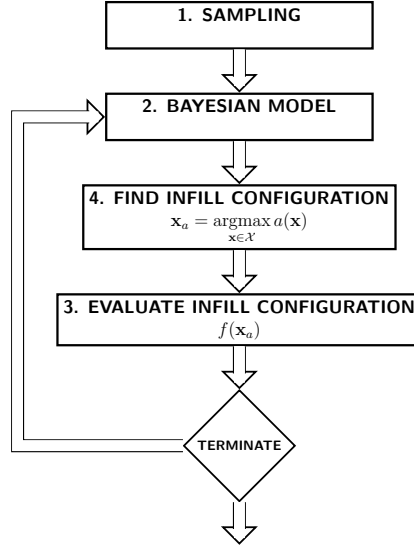 1. SAMPLING
2. BAYESIAN MODEL
4. FIND INFILL CONFIGURATION
x_a = argmax a(x)
x∈𝒳
3. EVALUATE INFILL CONFIGURATION
f(x_a)
TERMINATE